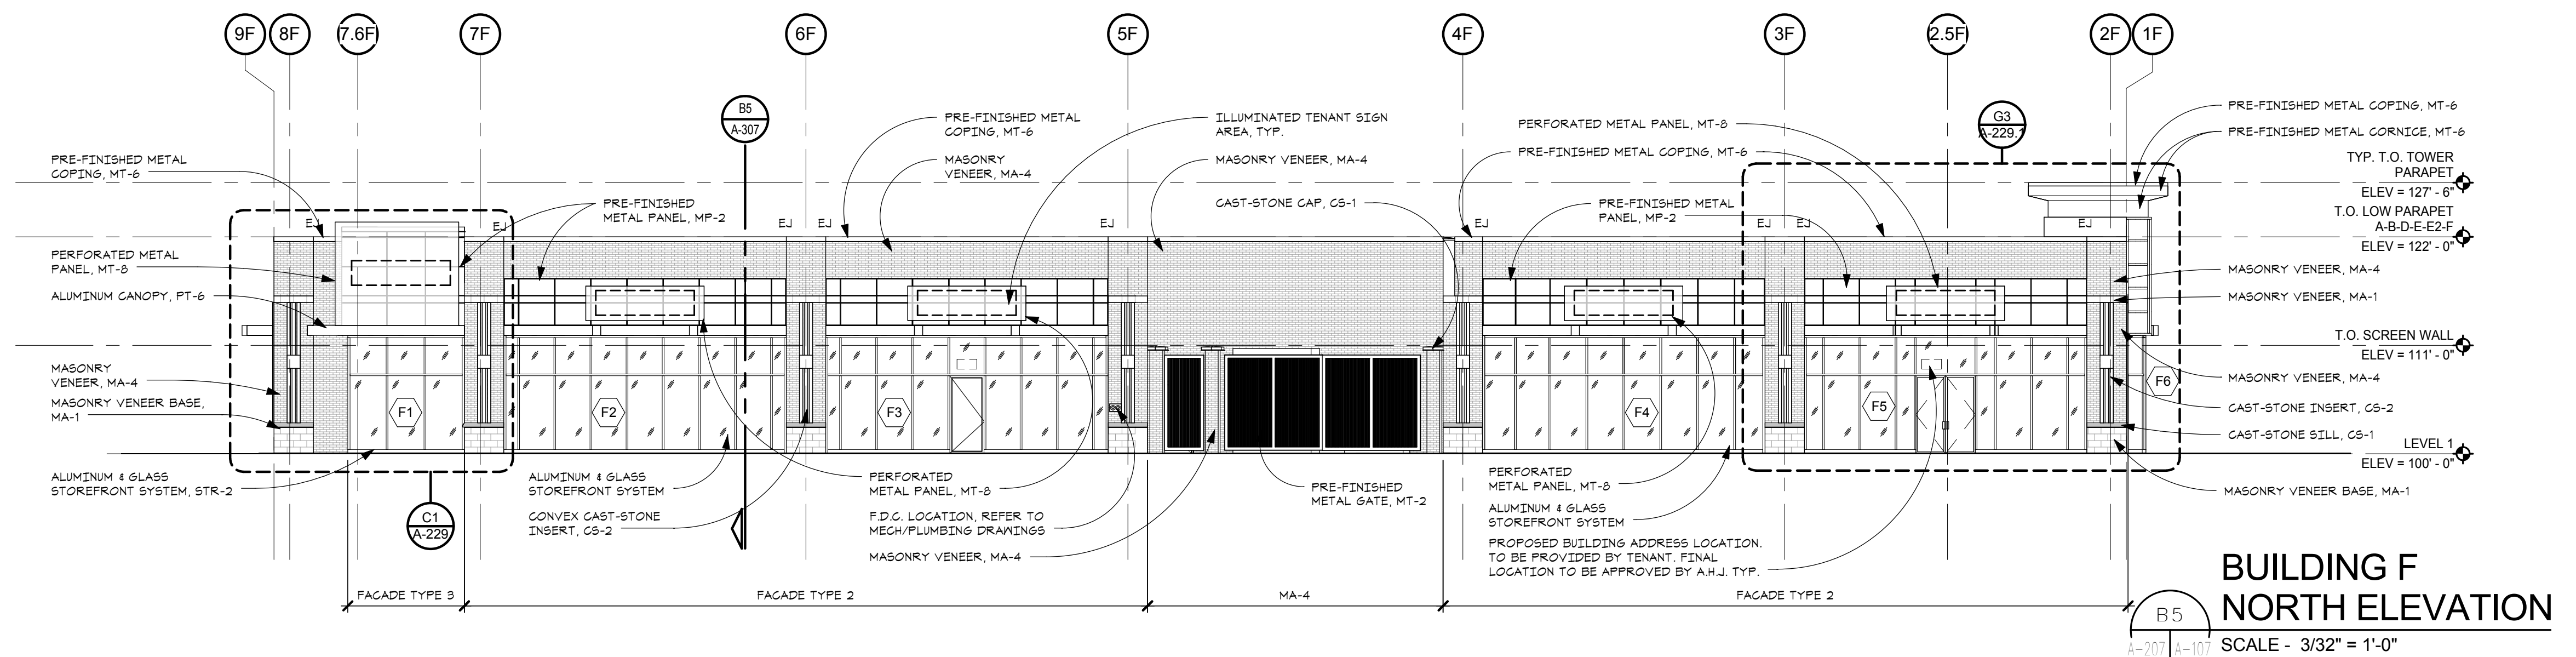 9F 8F 7.6F 7F 6F 5F 4F 3F 2.5F 2F 1F
B5
A-307
G3
A-229.1
PRE-FINISHED METAL
COPING, MT-6
PERFORATED METAL
PANEL, MT-8
ALUMINUM CANOPY, PT-6
MASONRY
VENEER, MA-4
MASONRY VENEER BASE,
MA-1
ALUMINUM & GLASS
STOREFRONT SYSTEM, STR-2
PRE-FINISHED
METAL PANEL, MP-2
PRE-FINISHED METAL
COPING, MT-6
MASONRY
VENEER, MA-4
ILLUMINATED TENANT SIGN
AREA, TYP.
MASONRY VENEER, MA-4
CAST-STONE CAP, CS-1
PERFORATED METAL PANEL, MT-8
PRE-FINISHED METAL COPING, MT-6
PRE-FINISHED METAL
PANEL, MP-2
PRE-FINISHED METAL COPING, MT-6
PRE-FINISHED METAL CORNICE, MT-6
TYP. T.O. TOWER
PARAPET
ELEV = 127' - 6"
T.O. LOW PARAPET
A-B-D-E-E2-F
ELEV = 122' - 0"
MASONRY VENEER, MA-4
MASONRY VENEER, MA-1
T.O. SCREEN WALL
ELEV = 111' - 0"
MASONRY VENEER, MA-4
CAST-STONE INSERT, CS-2
CAST-STONE SILL, CS-1
LEVEL 1
ELEV = 100' - 0"
MASONRY VENEER BASE, MA-1
EJ EJ EJ EJ EJ EJ EJ EJ EJ
F1 F2 F3 F4 F5 F6
C1
A-229
ALUMINUM & GLASS
STOREFRONT SYSTEM
CONVEX CAST-STONE
INSERT, CS-2
PERFORATED
METAL PANEL, MT-8
F.D.C. LOCATION, REFER TO
MECH/PLUMBING DRAWINGS
MASONRY VENEER, MA-4
PRE-FINISHED
METAL GATE, MT-2
PERFORATED
METAL PANEL, MT-8
ALUMINUM & GLASS
STOREFRONT SYSTEM
PROPOSED BUILDING ADDRESS LOCATION.
TO BE PROVIDED BY TENANT. FINAL
LOCATION TO BE APPROVED BY A.H.J. TYP.
FACADE TYPE 3 FACADE TYPE 2 MA-4 FACADE TYPE 2
BUILDING F
NORTH ELEVATION
B5
A-207 A-107
SCALE - 3/32" = 1'-0"